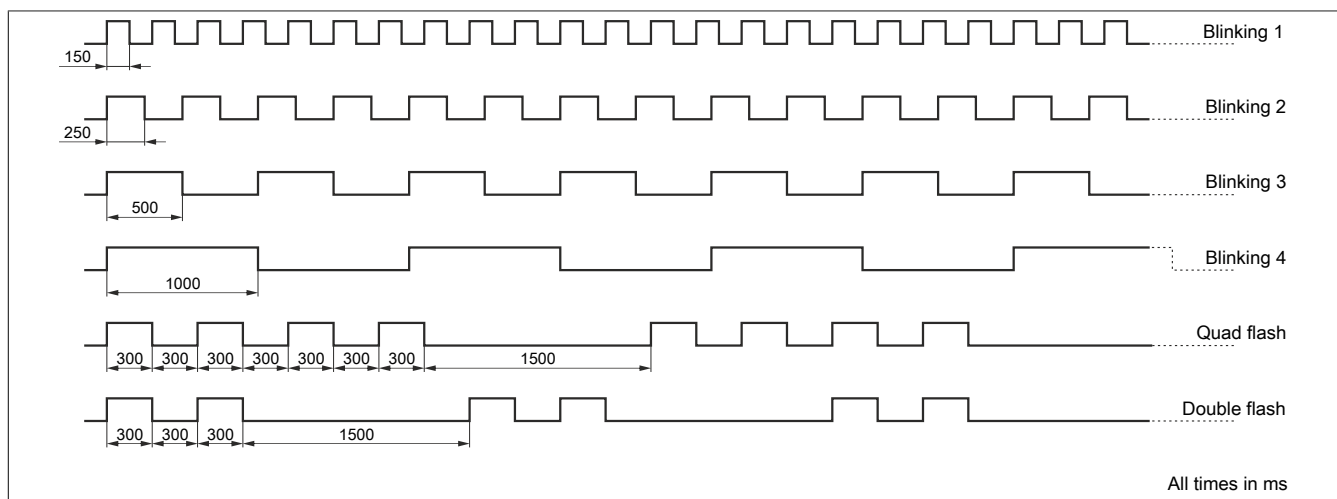 Blinking 1
150
Blinking 2
250
Blinking 3
500
Blinking 4
1000
Quad flash
300 300 300 300 300 300 300 1500
Double flash
300 300 300 1500
All times in ms